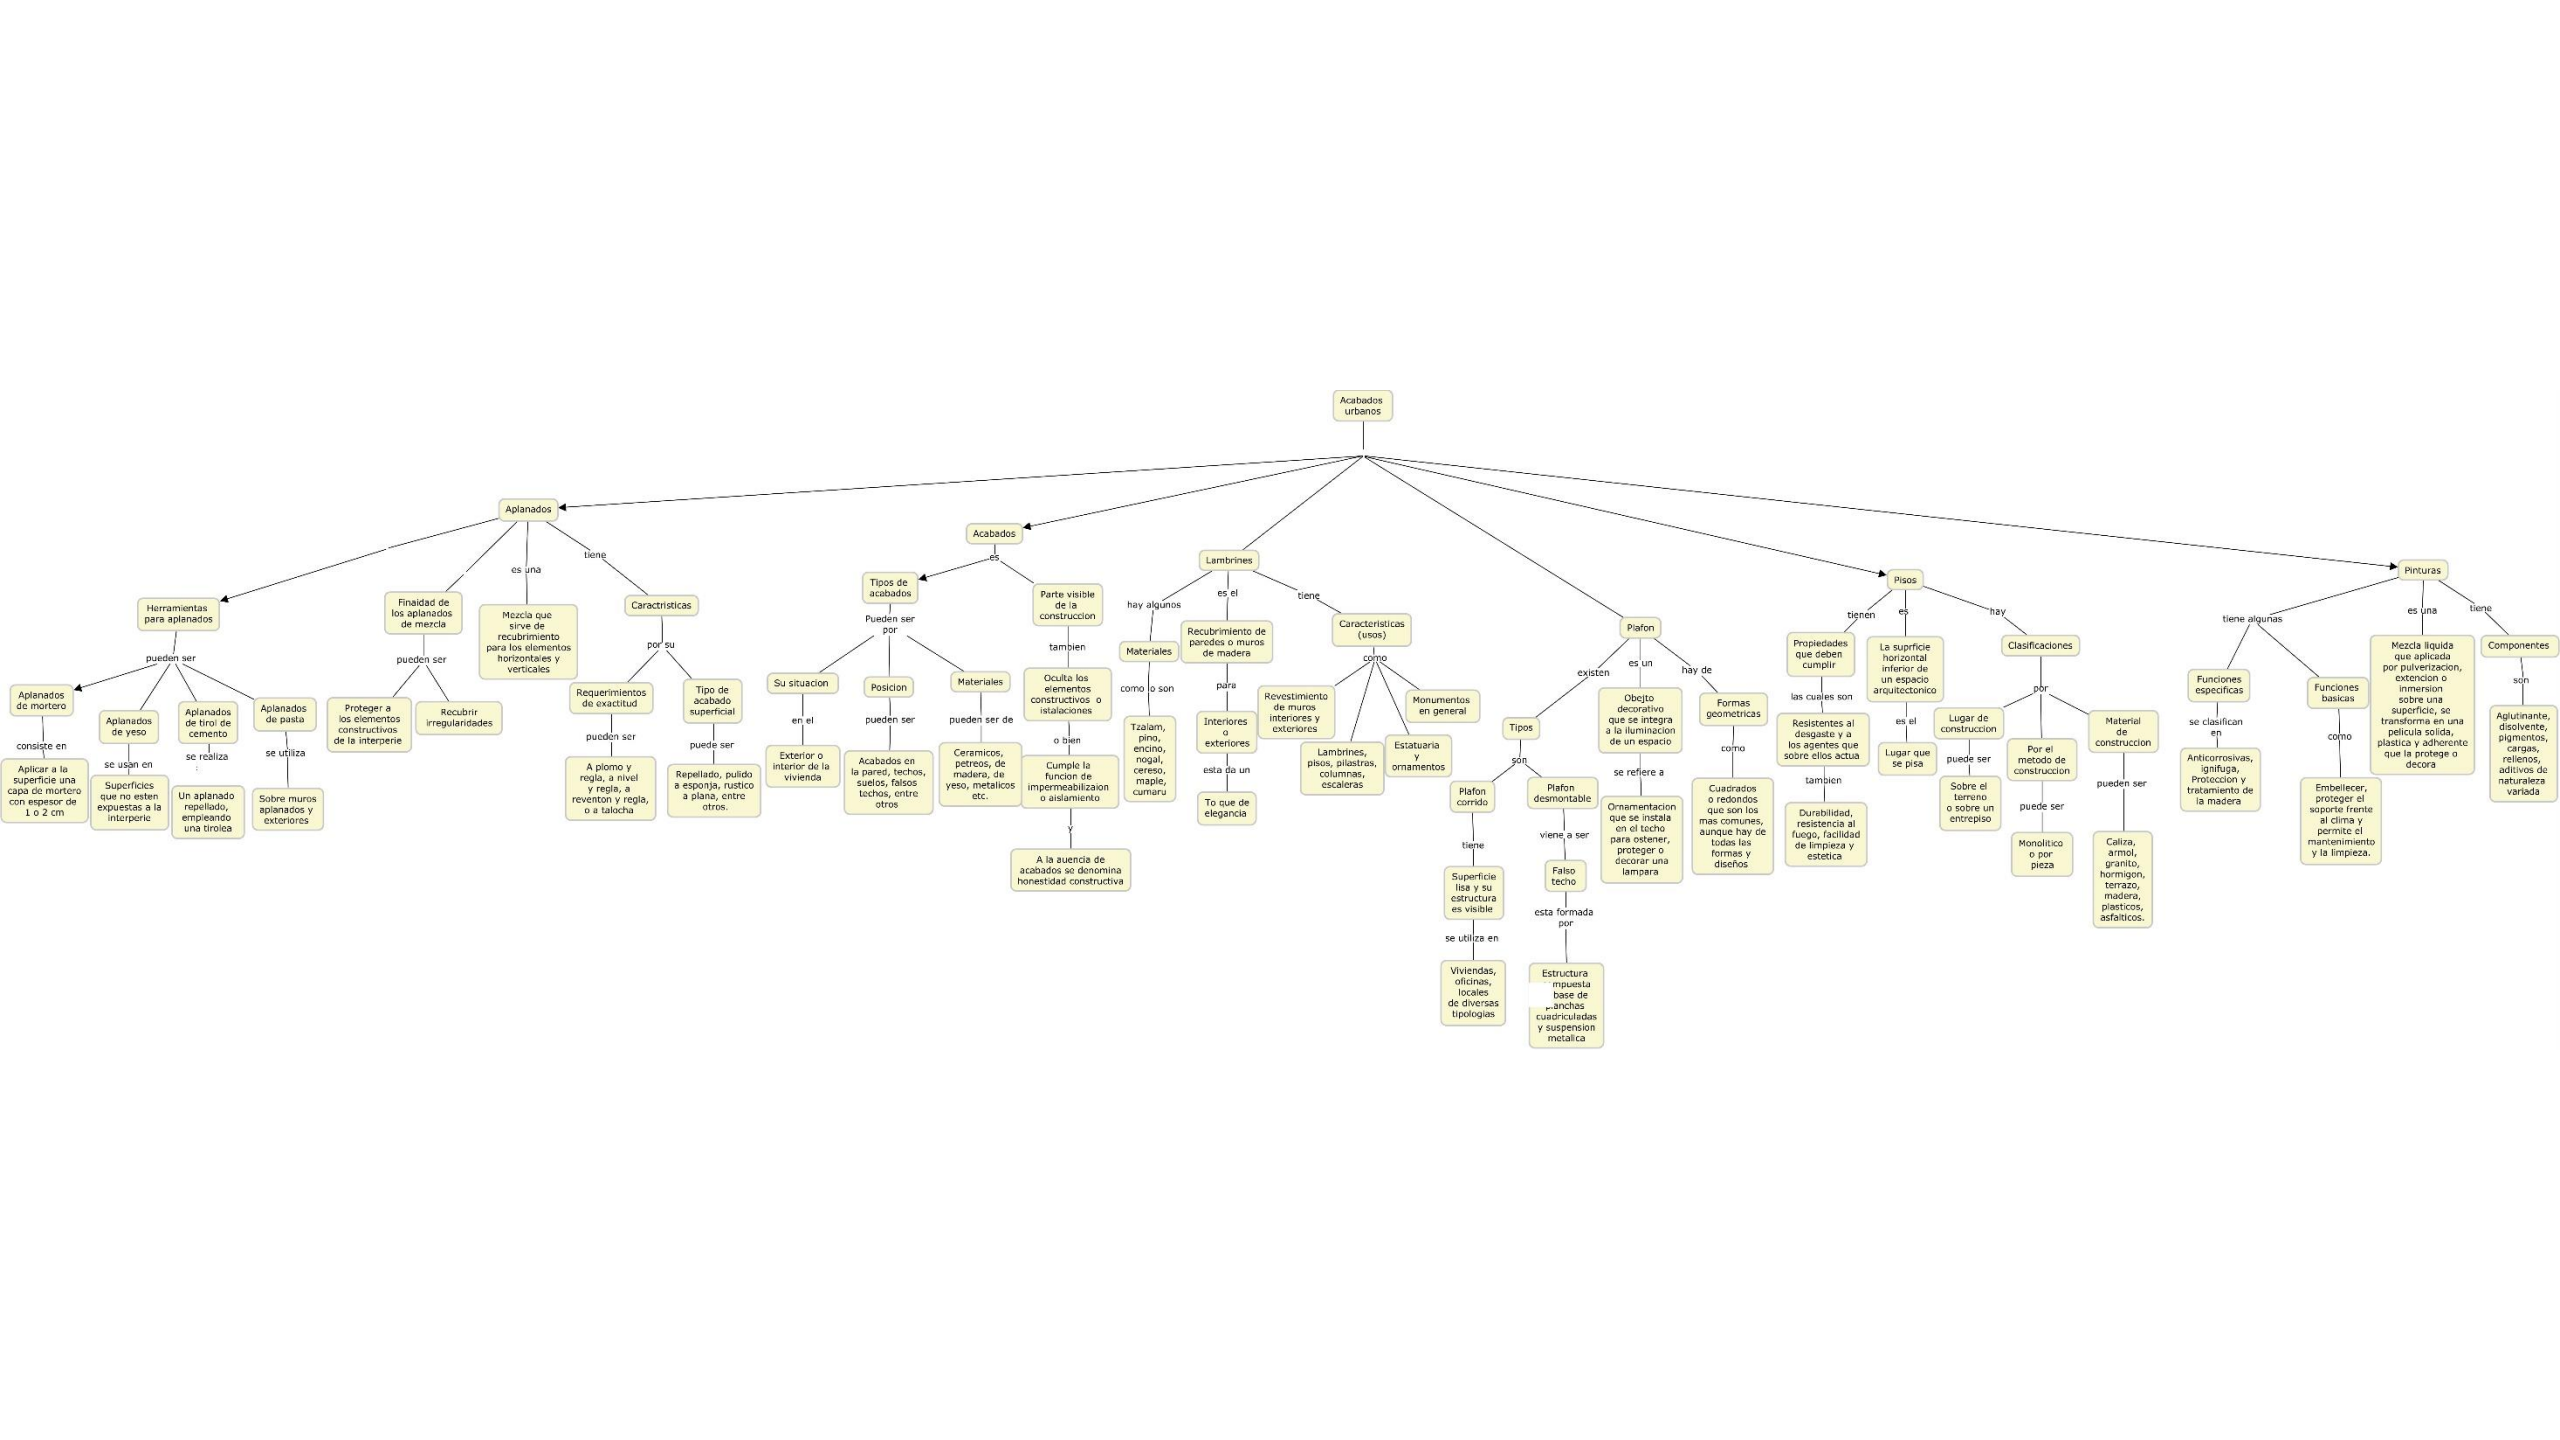 Acabados
urbanos
Aplanados
Herramientas
para aplanados
pueden ser
Aplanados
de mortero
consiste en
Aplicar a la
superficie una
capa de mortero
con espesor de
1 o 2 cm
Aplanados
de yeso
se usan en
Superficies
que no esten
expuestas a la
interperie
Aplanados
de tirol de
cemento
se realiza
:
Un aplanado
repellado,
empleando
una tirolea
Aplanados
de pasta
se utiliza
Sobre muros
aplanados y
exteriores
Finaidad de
los aplanados
de mezcla
pueden ser
Proteger a
los elementos
constructivos
de la interperie
Recubrir
irregularidades
es una
Mezcla que
sirve de
recubrimiento
para los elementos
horizontales y
verticales
tiene
Caractristicas
por su
Requerimientos
de exactitud
pueden ser
A plomo y
regla, a nivel
y regla, a
reventon y regla,
o a talocha
Tipo de
acabado
superficial
puede ser
Repellado, pulido
a esponja, rustico
a plana, entre
otros.
Acabados
es
Tipos de
acabados
Pueden ser
por
Su situacion
en el
Exterior o
interior de la
vivienda
Posicion
pueden ser
Acabados en
la pared, techos,
suelos, falsos
techos, entre
otros
Materiales
pueden ser de
Ceramicos,
petreos, de
madera, de
yeso, metalicos
etc.
Parte visible
de la
construccion
tambien
Oculta los
elementos
constructivos o
istalaciones
o bien
Cumple la
funcion de
impermeabilizaion
o aislamiento
y
A la auencia de
acabados se denomina
honestidad constructiva
Lambrines
hay algunos
Materiales
como lo son
Tzalam,
pino,
encino,
nogal,
cereso,
maple,
cumaru
es el
Recubrimiento de
paredes o muros
de madera
para
Interiores
o
exteriores
esta da un
To que de
elegancia
tiene
Caracteristicas
(usos)
como
Revestimiento
de muros
interiores y
exteriores
Lambrines,
pisos, pilastras,
columnas,
escaleras
Estatuaria
y
ornamentos
Monumentos
en general
Plafon
existen
Tipos
son
Plafon
corrido
tiene
Superficie
lisa y su
estructura
es visible
se utiliza en
Viviendas,
oficinas,
locales
de diversas
tipologias
Plafon
desmontable
viene a ser
Falso
techo
esta formada
por
Estructura
mpuesta
base de
planchas
cuadriculadas
y suspension
metalica
es un
Obejto
decorativo
que se integra
a la iluminacion
de un espacio
se refiere a
Ornamentacion
que se instala
en el techo
para ostener,
proteger o
decorar una
lampara
hay de
Formas
geometricas
como
Cuadrados
o redondos
que son los
mas comunes,
aunque hay de
todas las
formas y
diseños
Pisos
tienen
Propiedades
que deben
cumplir
las cuales son
Resistentes al
desgaste y a
los agentes que
sobre ellos actua
tambien
Durabilidad,
resistencia al
fuego, facilidad
de limpieza y
estetica
es
La suprficie
horizontal
inferior de
un espacio
arquitectonico
es el
Lugar que
se pisa
hay
Clasificaciones
por
Lugar de
construccion
puede ser
Sobre el
terreno
o sobre un
entrepiso
Por el
metodo de
construccion
puede ser
Monolitico
o por
pieza
Material
de
construccion
pueden ser
Caliza,
armol,
granito,
hormigon,
terrazo,
madera,
plasticos,
asfalticos.
Pinturas
tiene algunas
Funciones
especificas
se clasifican
en
Anticorrosivas,
ignifuga,
Proteccion y
tratamiento de
la madera
Funciones
basicas
como
Embellecer,
proteger el
soporte frente
al clima y
permite el
mantenimiento
y la limpieza.
es una
Mezcla liquida
que aplicada
por pulverizacion,
extencion o
inmersion
sobre una
superficie, se
transforma en una
pelicula solida,
plastica y adherente
que la protege o
decora
tiene
Componentes
son
Aglutinante,
disolvente,
pigmentos,
cargas,
rellenos,
aditivos de
naturaleza
variada